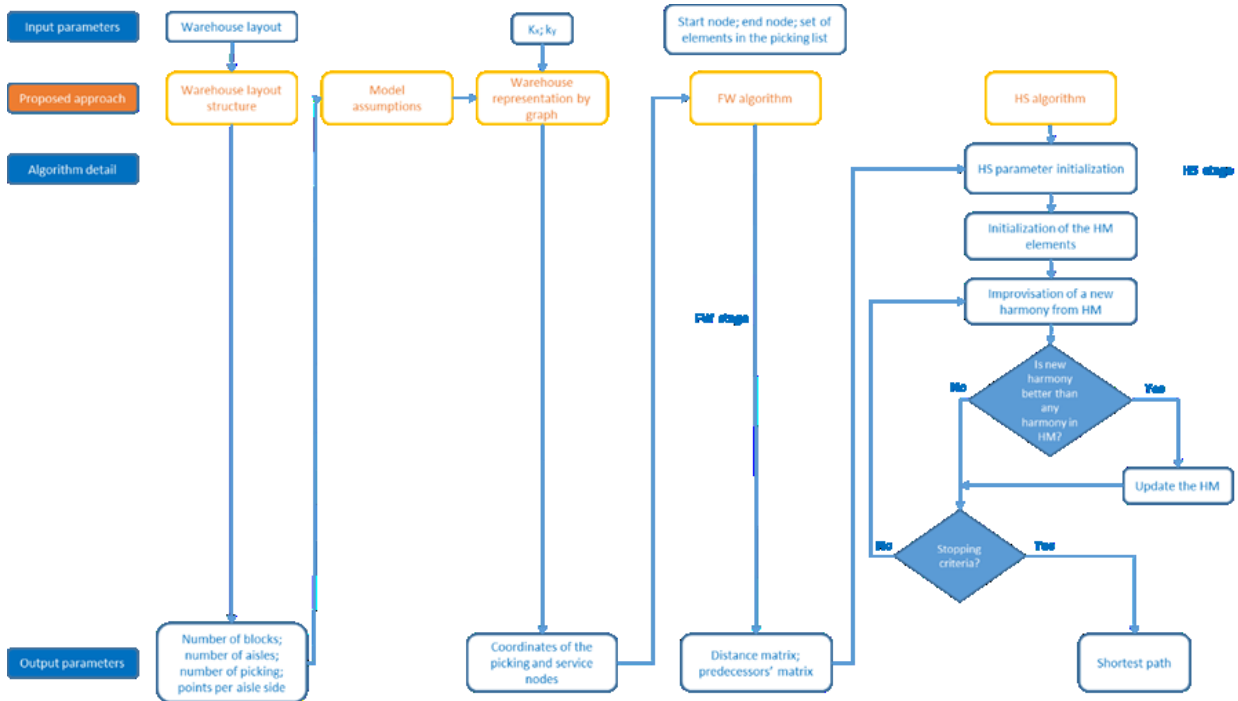 Input parameters
Warehouse layout
Kx; ky
Start node; end node; set of
elements in the picking list
Proposed approach
Warehouse layout
structure
Model
assumptions
Warehouse
representation by
graph
FW algorithm
HS algorithm
Algorithm detail
HS parameter initialization
HS stage
Initialization of the HM
elements
Improvisation of a new
harmony from HM
FW stage
Is new
harmony
better than
any
harmony in
HM?
No
Yes
Update the HM
Stopping
criteria?
No
Yes
Output parameters
Number of blocks;
number of aisles;
number of picking;
points per aisle side
Coordinates of the
picking and service
nodes
Distance matrix;
predecessors' matrix
Shortest path